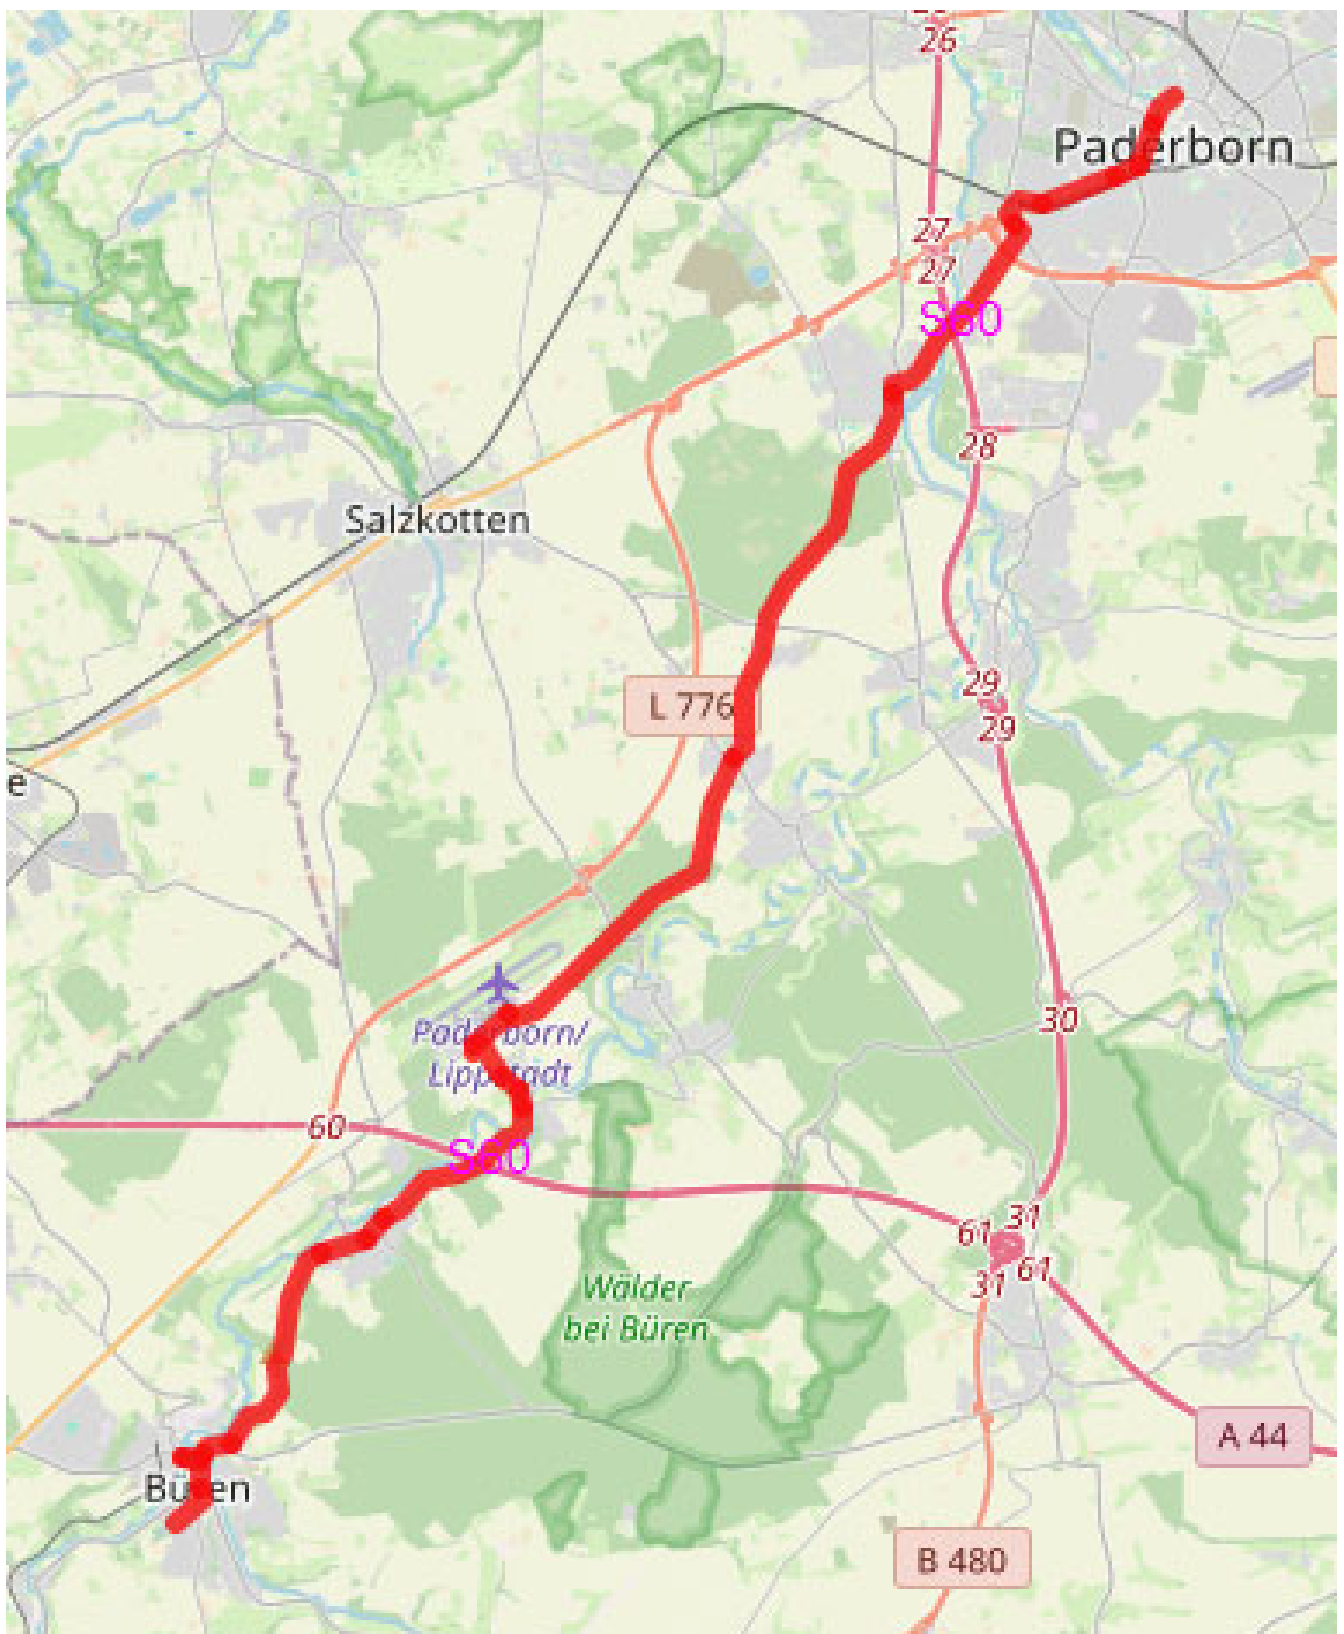 26
Paderborn
27
27
S60
28
Salzkotten
29
L 776
29
e
Paderborn/
Lippstadt
30
60
S60
61 31
61
31
Wälder
bei Büren
A 44
Büren
B 480